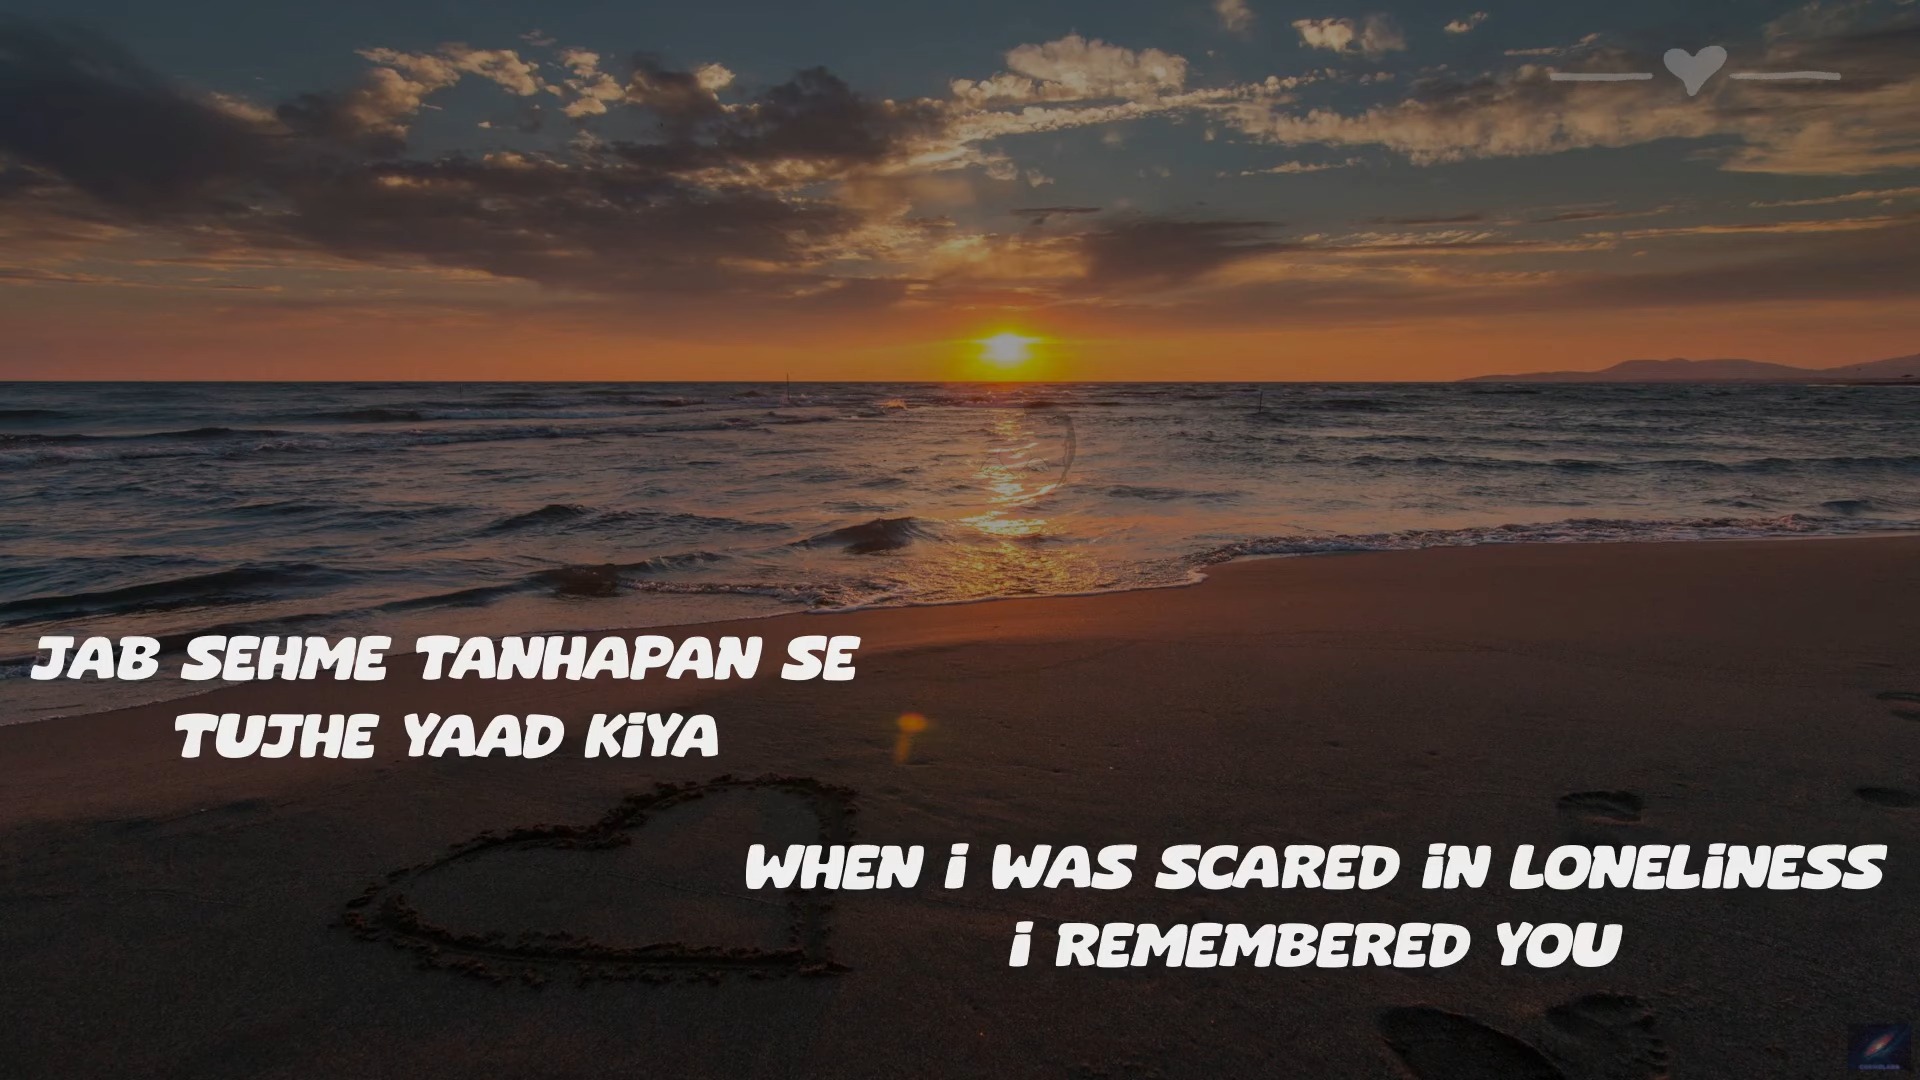 JAB SEHME TANHAPAN SE
TUJHE YAAD KiYA
WHEN i WAS SCARED iN LONELiNESS
i REMEMBERED YOU